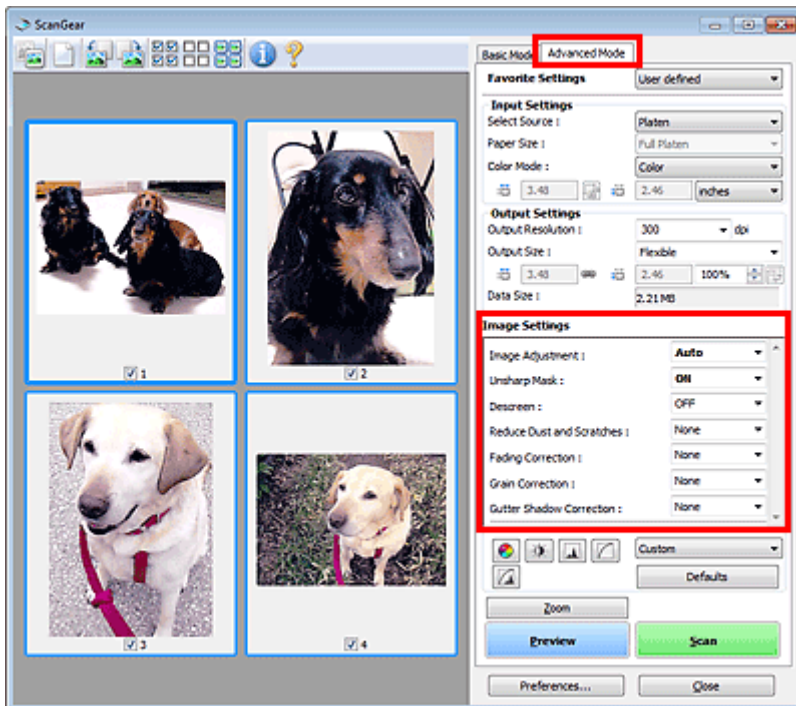 ScanGear
Basic Mode Advanced Mode
Favorite Settings User defined
Input Settings
Select Source : Platen
Paper Size : Full Platen
Color Mode : Color
3.48 2.46 inches
Output Settings
Output Resolution : 300 dpi
Output Size : Flexible
3.48 2.46 100%
Data Size : 2.21 MB
Image Settings
Image Adjustment : Auto
Unsharp Mask : ON
Descreen : OFF
Reduce Dust and Scratches : None
Fading Correction : None
Grain Correction : None
Gutter Shadow Correction : None
Custom
Defaults
Zoom
Preview Scan
Preferences... Close
1
2
3
4